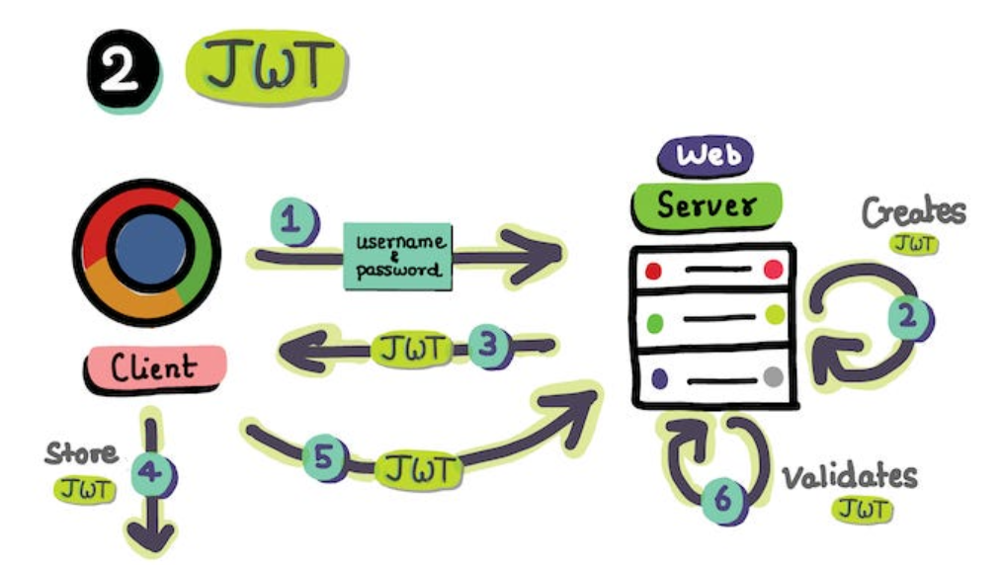 2 JWT
Web
Server
Creates
JWT
1
username
&
password
2
JWT 3
Client
5 JWT
Store
JWT
4
6
Validates
JWT